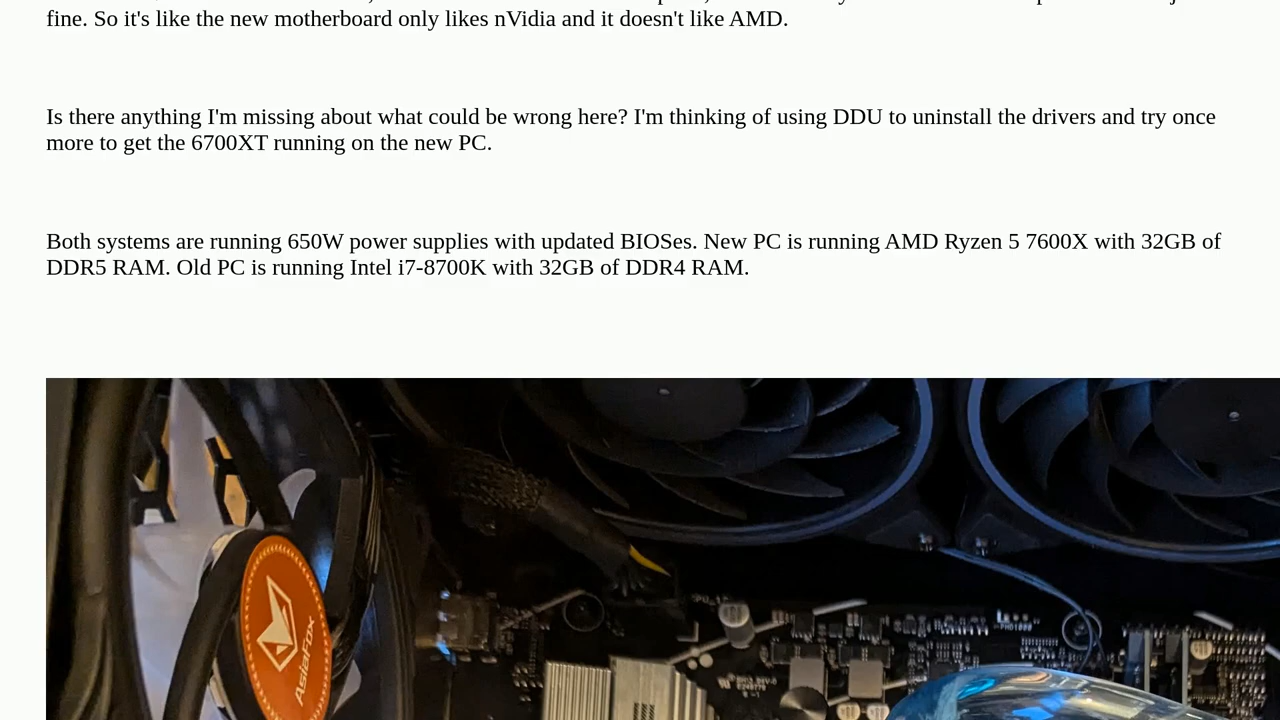 fine. So it's like the new motherboard only likes nVidia and it doesn't like AMD.
Is there anything I'm missing about what could be wrong here? I'm thinking of using DDU to uninstall the drivers and try once
more to get the 6700XT running on the new PC.
Both systems are running 650W power supplies with updated BIOSes. New PC is running AMD Ryzen 5 7600X with 32GB of
DDR5 RAM. Old PC is running Intel i7-8700K with 32GB of DDR4 RAM.
AsiaFox